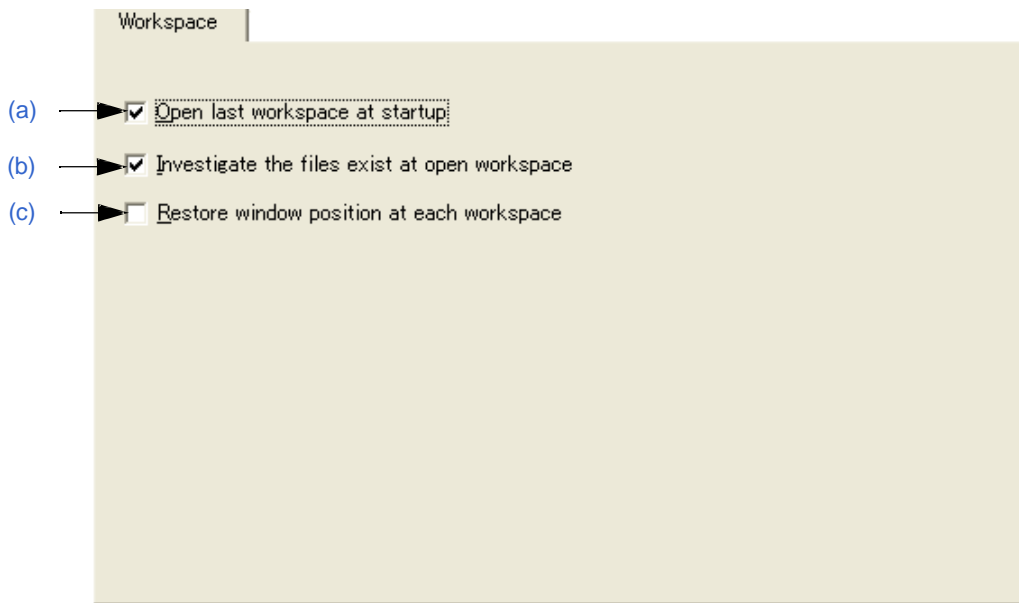 Workspace
(a) Open last workspace at startup
(b) Investigate the files exist at open workspace
(c) Restore window position at each workspace